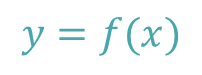 y = f(x)